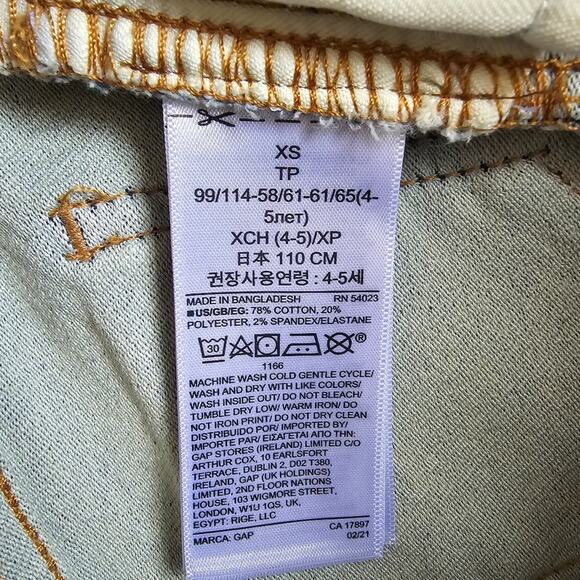 XS
TP
99/114-58/61-61/65(4-
5лет)
XCH (4-5)/XP
日本 110 CM
권장사용연령 : 4-5세
MADE IN BANGLADESH RN 54023
■US/GB/EG: 78% COTTON, 20%
POLYESTER, 2% SPANDEX/ELASTANE
30
1166
MACHINE WASH COLD GENTLE CYCLE/
WASH AND DRY WITH LIKE COLORS/
WASH INSIDE OUT/ DO NOT BLEACH/
TUMBLE DRY LOW/ WARM IRON/ DO
NOT IRON PRINT/ DO NOT DRY CLEAN
DISTRIBUIDO POR/ IMPORTED BY/
IMPORTE PAR/ ΕΙΣΑΓΕΤΑΙ ΑΠΟ ΤΗΝ:
GAP STORES (IRELAND) LIMITED C/O
ARTHUR COX, 10 EARLSFORT
TERRACE, DUBLIN 2, D02 T380,
IRELAND, GAP (UK HOLDINGS)
LIMITED, 2ND FLOOR NATIONS
HOUSE, 103 WIGMORE STREET,
LONDON, W1U 1QS, UK,
EGYPT: RIGE, LLC
CA 17897
MARCA: GAP 02/21